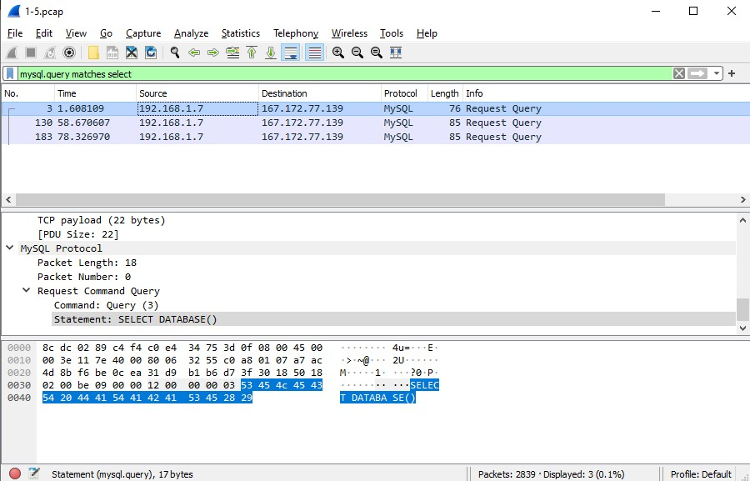 1-5.pcap
File Edit View Go Capture Analyze Statistics Telephony Wireless Tools Help
mysql.query matches select
No. Time Source Destination Protocol Length Info
3 1.608109 192.168.1.7 167.172.77.139 MySQL 76 Request Query
130 58.670607 192.168.1.7 167.172.77.139 MySQL 85 Request Query
183 78.326970 192.168.1.7 167.172.77.139 MySQL 85 Request Query
TCP payload (22 bytes)
[PDU Size: 22]
MySQL Protocol
Packet Length: 18
Packet Number: 0
Request Command Query
Command: Query (3)
Statement: SELECT DATABASE()
0000 8c dc 02 89 c4 f4 c0 e4 34 75 3d 0f 08 00 45 00 ········ 4u=···E·
0010 00 3e 11 7e 40 00 80 06 32 55 c0 a8 01 07 a7 ac ·>·~@··· 2U······
0020 4d 8b f6 be 0c ea 31 d9 b1 b6 d7 3f 30 18 50 18 M·····1· ···?0·P·
0030 02 00 be 09 00 00 12 00 00 00 03 53 45 4c 45 43 ········ ···SELEC
0040 54 20 44 41 54 41 42 41 53 45 28 29 T DATABA SE()
Statement (mysql.query), 17 bytes
Packets: 2839 · Displayed: 3 (0.1%)
Profile: Default